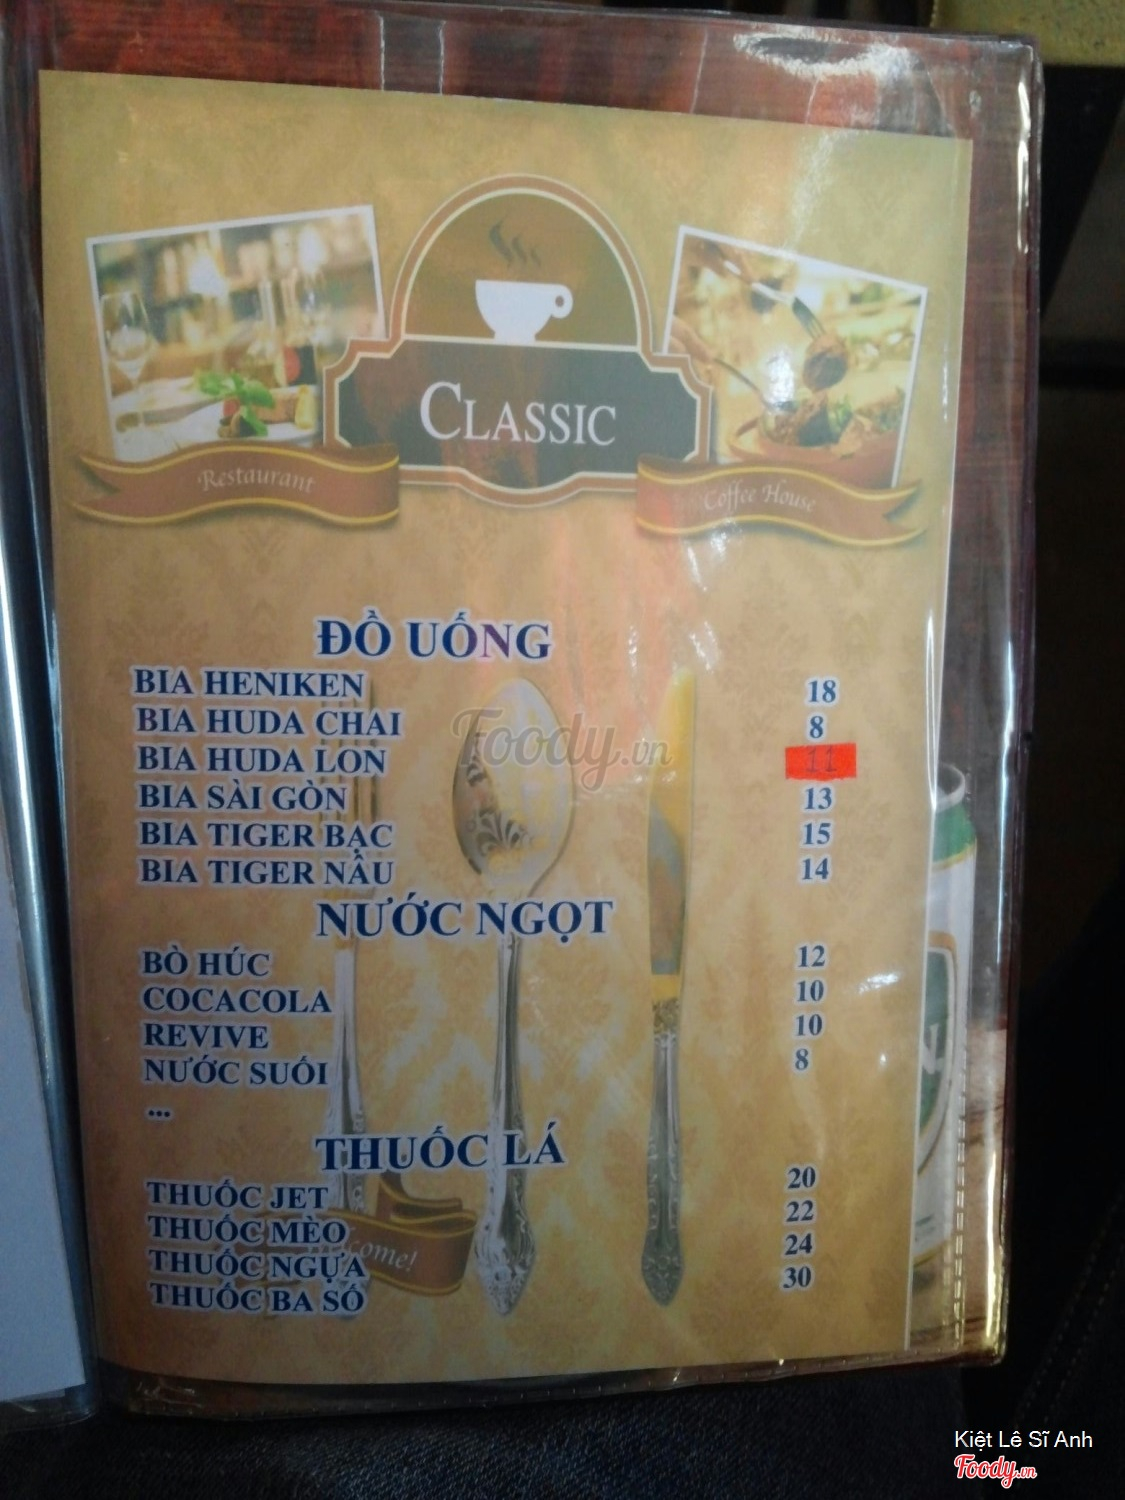 CLASSIC
Restaurant
Coffee House
ĐỒ UỐNG
BIA HENIKEN 18
BIA HUDA CHAI 8
BIA HUDA LON 11
BIA SÀI GÒN 13
BIA TIGER BẠC 15
BIA TIGER NÂU 14
Foody.vn
NƯỚC NGỌT
BÒ HÚC 12
COCACOLA 10
REVIVE 10
NƯỚC SUỐI 8
...
THUỐC LÁ
THUỐC JET 20
THUỐC MÈO 22
THUỐC NGỰA 24
THUỐC BA SỐ 30
come!
Kiệt Lê Sĩ Anh
Foody.vn